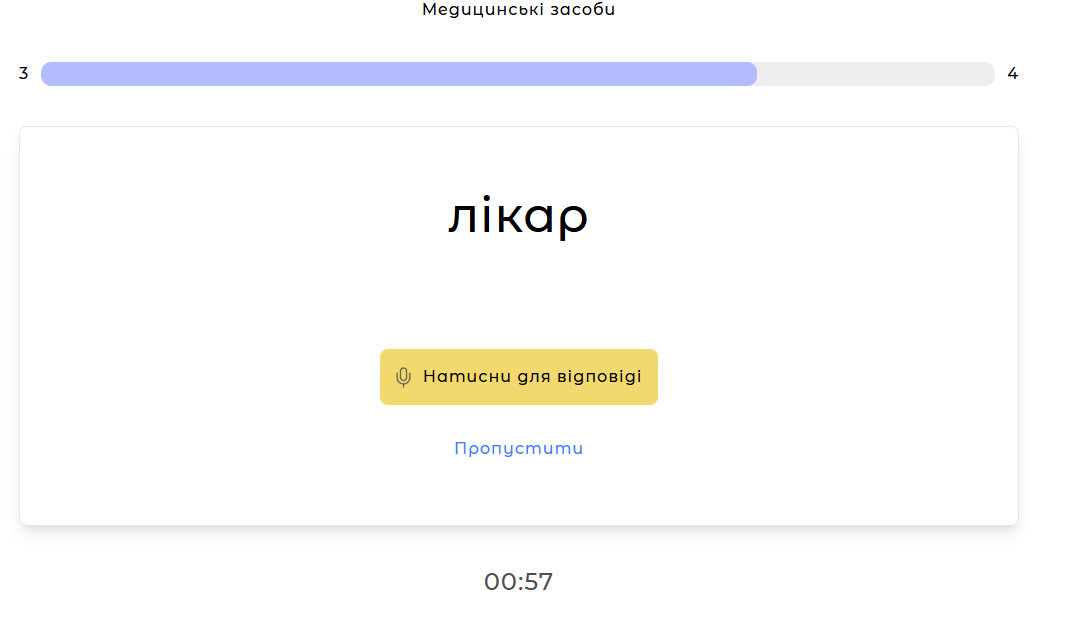 Медицинські засоби
3 4
лікар
Натисни для відповіді
Пропустити
00:57